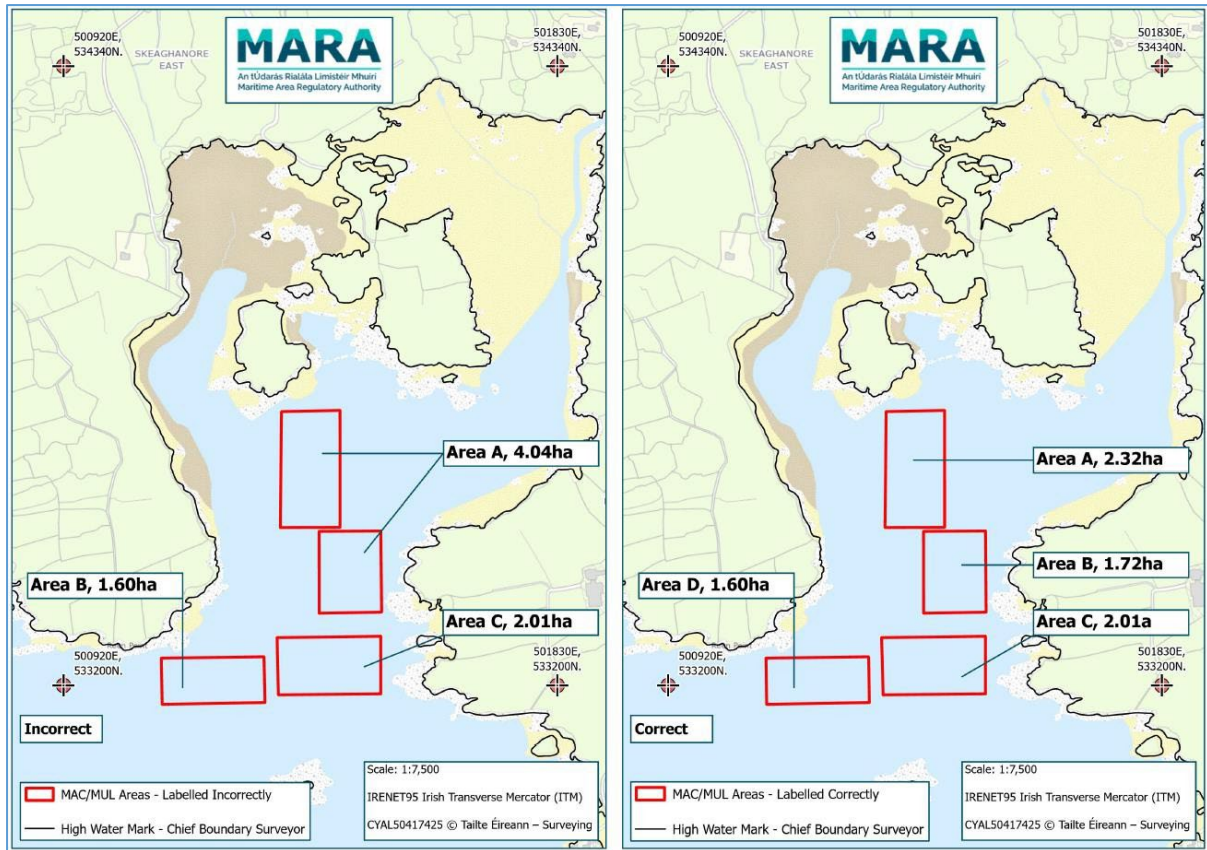 500920E,
534340N.
SKEAGHANORE
EAST
MARA
An tÚdarás Rialála Limistéir Mhuirí
Maritime Area Regulatory Authority
501830E,
534340N.
Area A, 4.04ha
Area B, 1.60ha
Area C, 2.01ha
500920E,
533200N.
501830E,
533200N.
Incorrect
MAC/MUL Areas - Labelled Incorrectly
High Water Mark - Chief Boundary Surveyor
Scale: 1:7,500
IRENET95 Irish Transverse Mercator (ITM)
CYAL50417425 © Tailte Éireann – Surveying
500920E,
534340N.
SKEAGHANORE
EAST
MARA
An tÚdarás Rialála Limistéir Mhuirí
Maritime Area Regulatory Authority
501830E,
534340N.
Area A, 2.32ha
Area B, 1.72ha
Area D, 1.60ha
Area C, 2.01a
500920E,
533200N.
501830E,
533200N.
Correct
MAC/MUL Areas - Labelled Correctly
High Water Mark - Chief Boundary Surveyor
Scale: 1:7,500
IRENET95 Irish Transverse Mercator (ITM)
CYAL50417425 © Tailte Éireann – Surveying